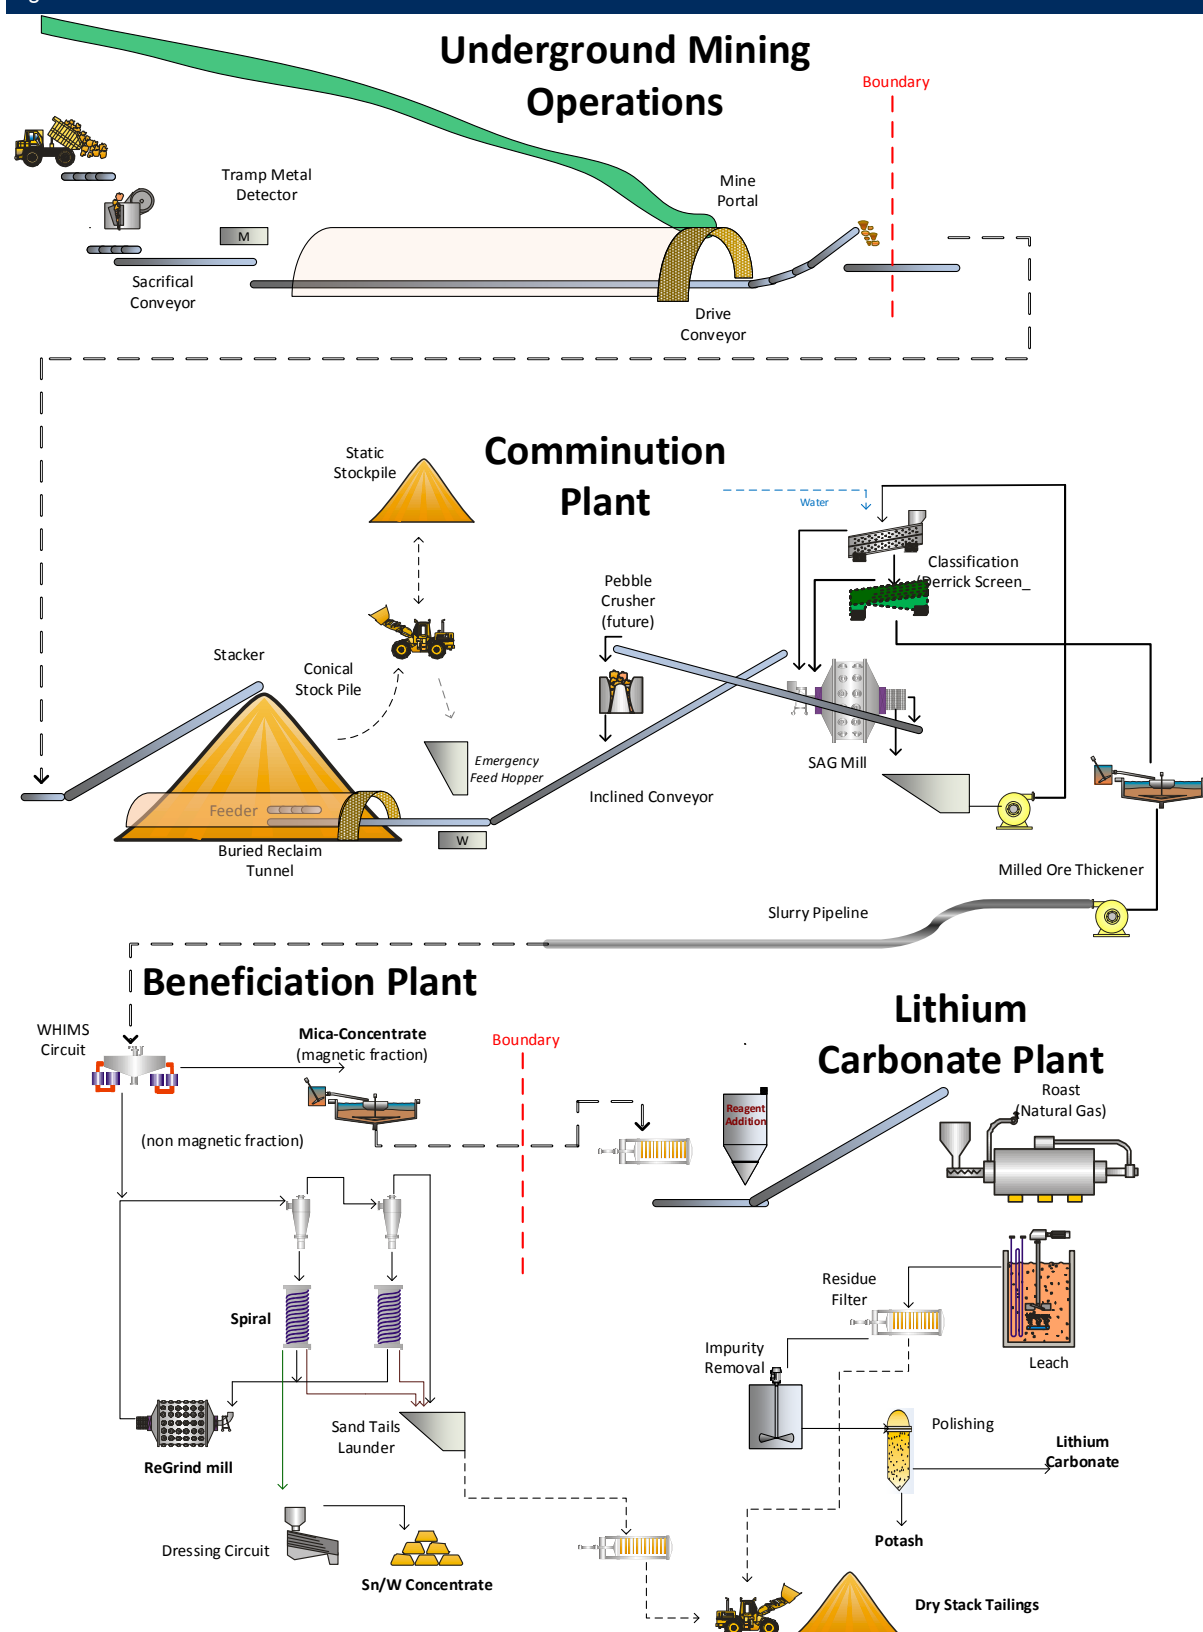 Underground Mining
Operations
Boundary
Tramp Metal
Detector
Mine
Portal
M
Sacrifical
Conveyor
Drive
Conveyor
Comminution
Plant
Static
Stockpile
Water
Classification
(Derrick Screen_
Pebble
Crusher
(future)
Stacker
Conical
Stock Pile
Emergency
Feed Hopper
SAG Mill
Inclined Conveyor
Feeder
W
Buried Reclaim
Tunnel
Milled Ore Thickener
Slurry Pipeline
Beneficiation Plant
Lithium
Carbonate Plant
WHIMS
Circuit
Mica-Concentrate
(magnetic fraction)
Boundary
Reagent
Addition
Roast
(Natural Gas)
(non magnetic fraction)
Residue
Filter
Spiral
Impurity
Removal
Leach
Sand Tails
Launder
Polishing
Lithium
Carbonate
ReGrind mill
Potash
Dressing Circuit
Sn/W Concentrate
Dry Stack Tailings